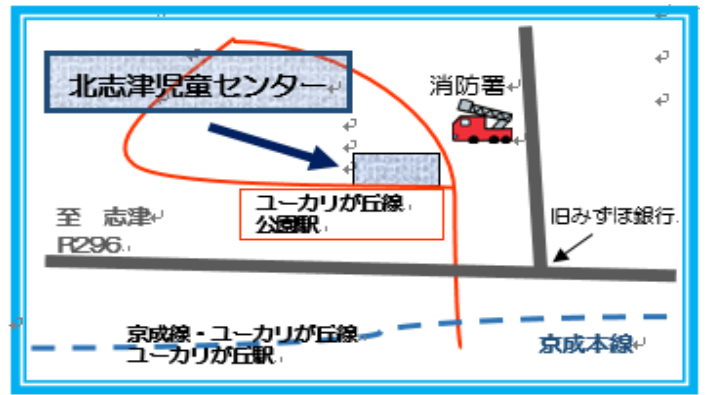 北志津児童センター
消防署
ユーカリが丘線
公園駅
至 志津
R296
旧みずほ銀行
京成線・ユーカリが丘線
ユーカリが丘駅
京成本線